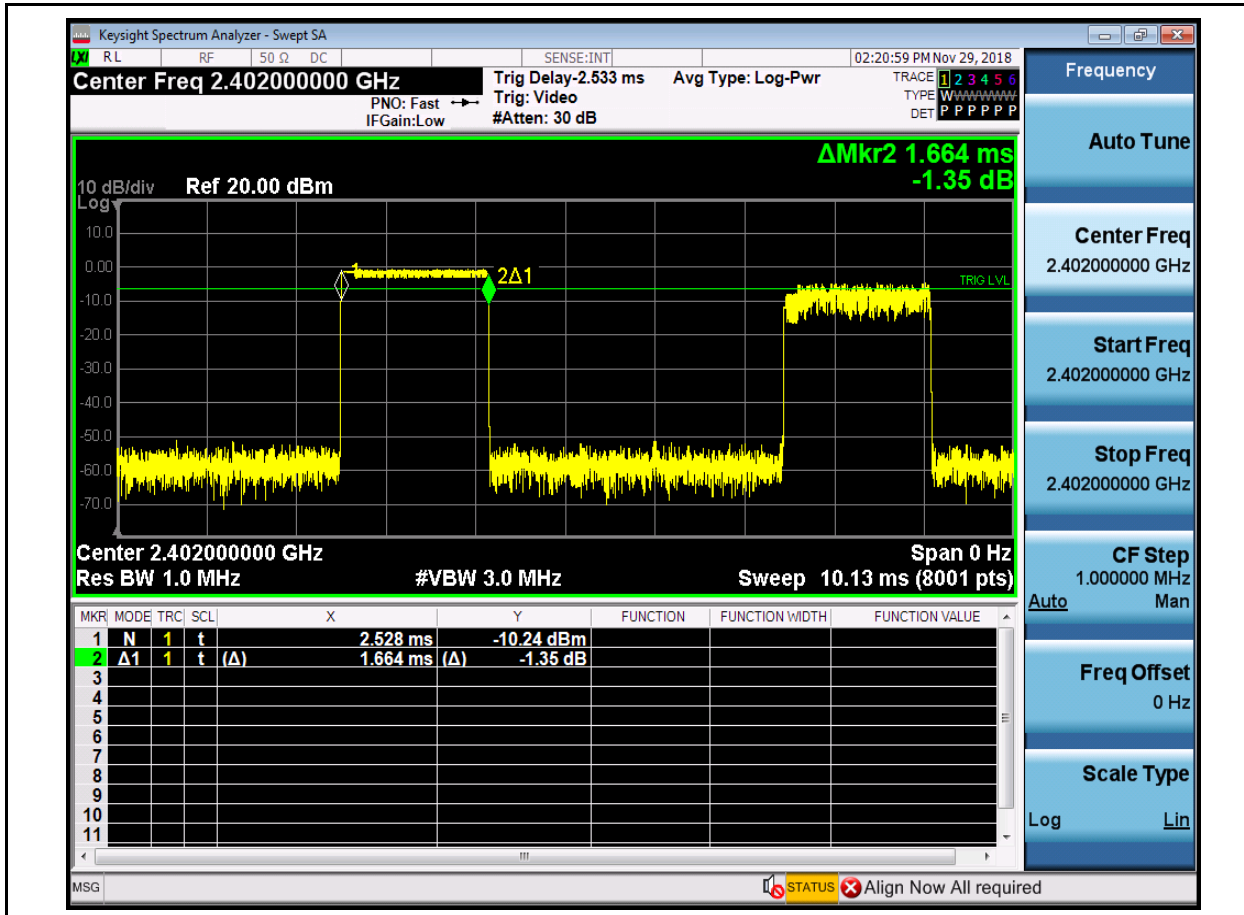 Keysight Spectrum Analyzer - Swept SA
LXI RL RF 50 Ω DC SENSE:INT 02:20:59 PM Nov 29, 2018
Center Freq 2.402000000 GHz
PNO: Fast
IFGain:Low
Trig Delay-2.533 ms
Trig: Video
#Atten: 30 dB
Avg Type: Log-Pwr
TRACE 1 2 3 4 5 6
TYPE WWWWWW
DET P P P P P P
ΔMkr2 1.664 ms
-1.35 dB
10 dB/div Ref 20.00 dBm
Log
10.0
0.00
-10.0
-20.0
-30.0
-40.0
-50.0
-60.0
-70.0
1
2Δ1
TRIG LVL
Center 2.402000000 GHz Span 0 Hz
Res BW 1.0 MHz #VBW 3.0 MHz Sweep 10.13 ms (8001 pts)
MKR MODE TRC SCL X Y FUNCTION FUNCTION WIDTH FUNCTION VALUE
1 N 1 t 2.528 ms -10.24 dBm
2 Δ1 1 t (Δ) 1.664 ms (Δ) -1.35 dB
3
4
5
6
7
8
9
10
11
MSG STATUS Align Now All required
Frequency
Auto Tune
Center Freq
2.402000000 GHz
Start Freq
2.402000000 GHz
Stop Freq
2.402000000 GHz
CF Step
1.000000 MHz
Auto Man
Freq Offset
0 Hz
Scale Type
Log Lin